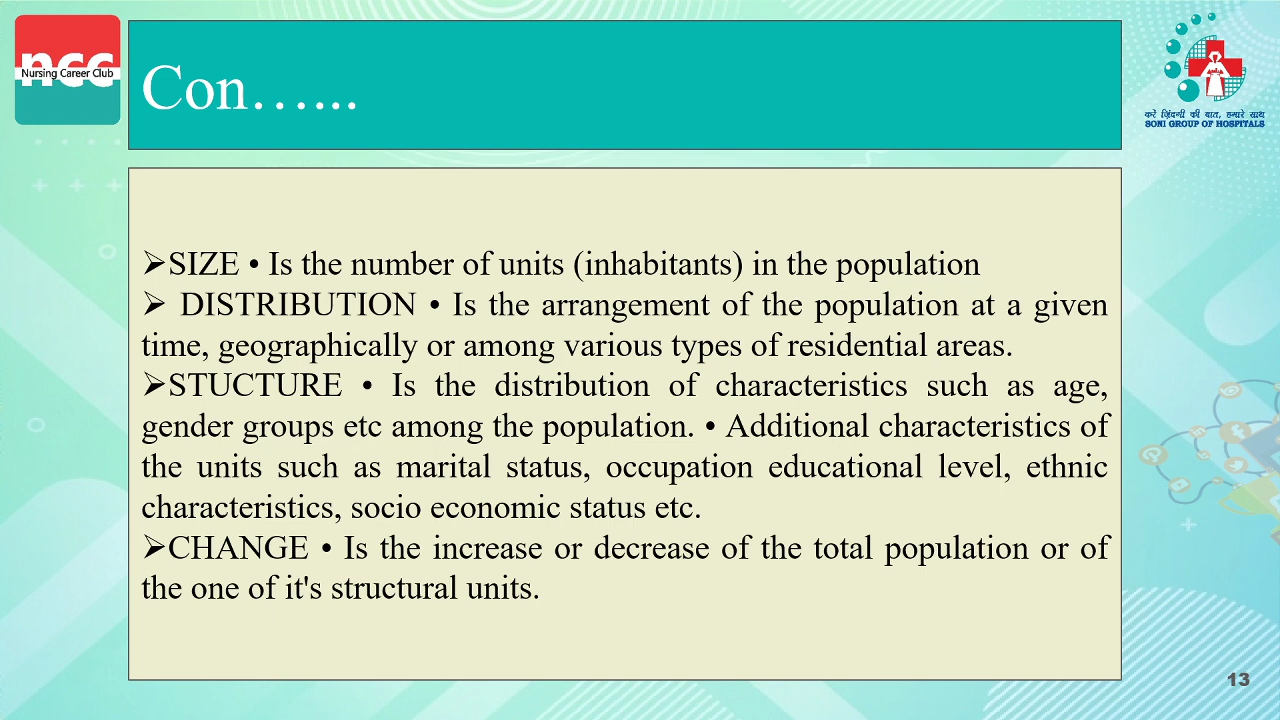 ncc
Nursing Career Club
Con…...
करे ज़िंदगी की बात, हमारे साथ
SONI GROUP OF HOSPITALS
➢SIZE • Is the number of units (inhabitants) in the population
➢ DISTRIBUTION • Is the arrangement of the population at a given
time, geographically or among various types of residential areas.
➢STUCTURE • Is the distribution of characteristics such as age,
gender groups etc among the population. • Additional characteristics of
the units such as marital status, occupation educational level, ethnic
characteristics, socio economic status etc.
➢CHANGE • Is the increase or decrease of the total population or of
the one of it's structural units.
13